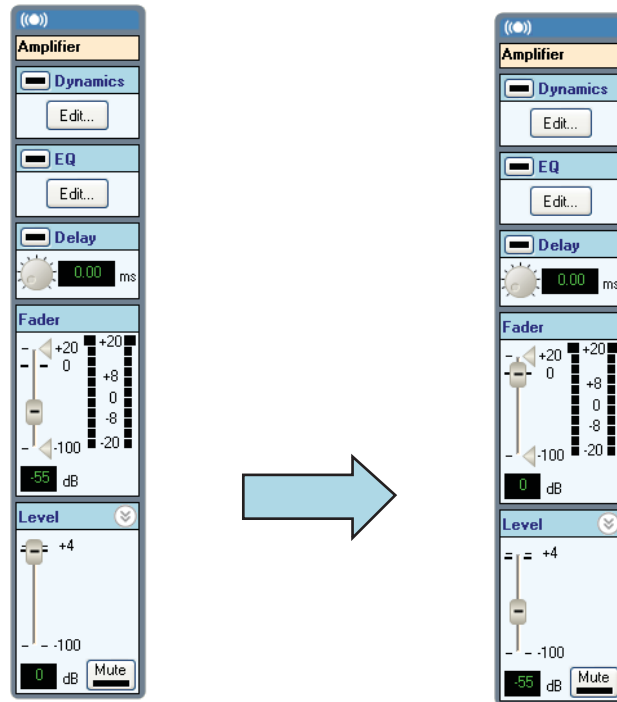 ((●))
Amplifier
Dynamics
Edit...
EQ
Edit...
Delay
0.00 ms
Fader
+20 +20
0
+8
0
-8
-100 -20
-55 dB
Level
+4
-100
0 dB Mute
((●))
Amplifier
Dynamics
Edit...
EQ
Edit...
Delay
0.00 ms
Fader
+20 +20
0
+8
0
-8
-100 -20
0 dB
Level
+4
-100
-55 dB Mute